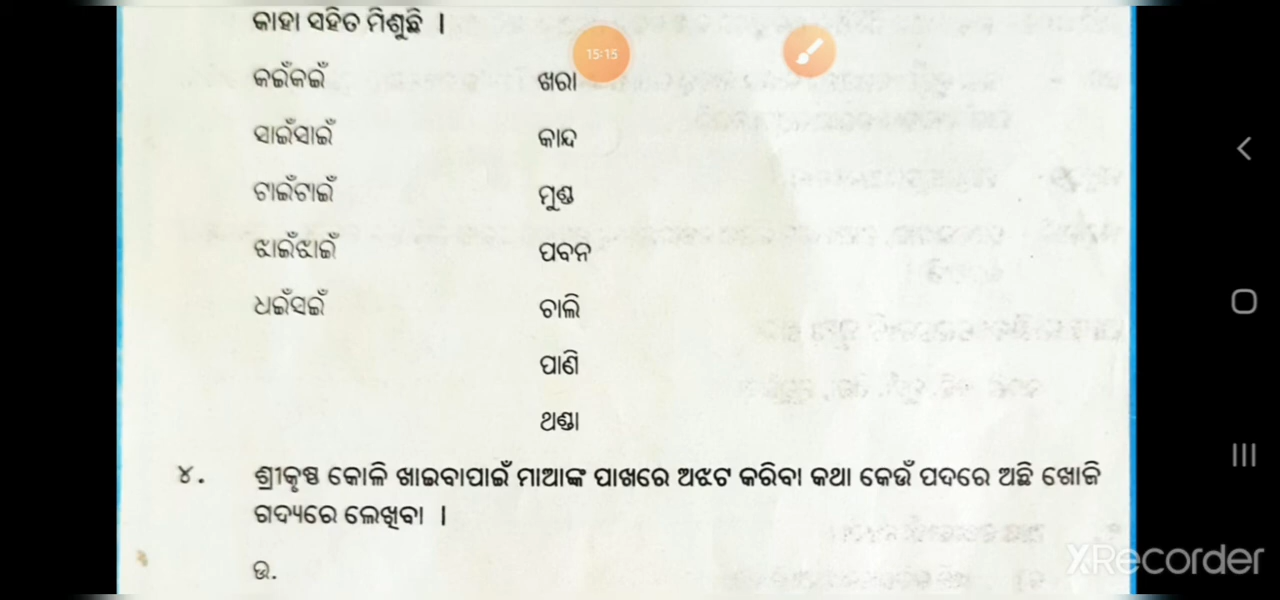 କାହା ସହିତ ମିଶୁଛି ।
15:15
କଇଁକଇଁ ଖରା
ସାଇଁସାଇଁ କାନ୍ଦ
ଟାଇଁଟାଇଁ ମୁଣ୍ଡ
ଝାଇଁଝାଇଁ ପବନ
ଧଇଁସଇଁ ଚାଲି
ପାଣି
ଥଣ୍ଡା
୪. ଶ୍ରୀକୃଷ୍ଣ କୋଳି ଖାଇବାପାଇଁ ମାଆଙ୍କ ପାଖରେ ଅଝଟ କରିବା କଥା କେଉଁ ପଦରେ ଅଛି ଖୋଜି
ଗଦ୍ୟରେ ଲେଖିବା ।
ଉ.
XRecorder